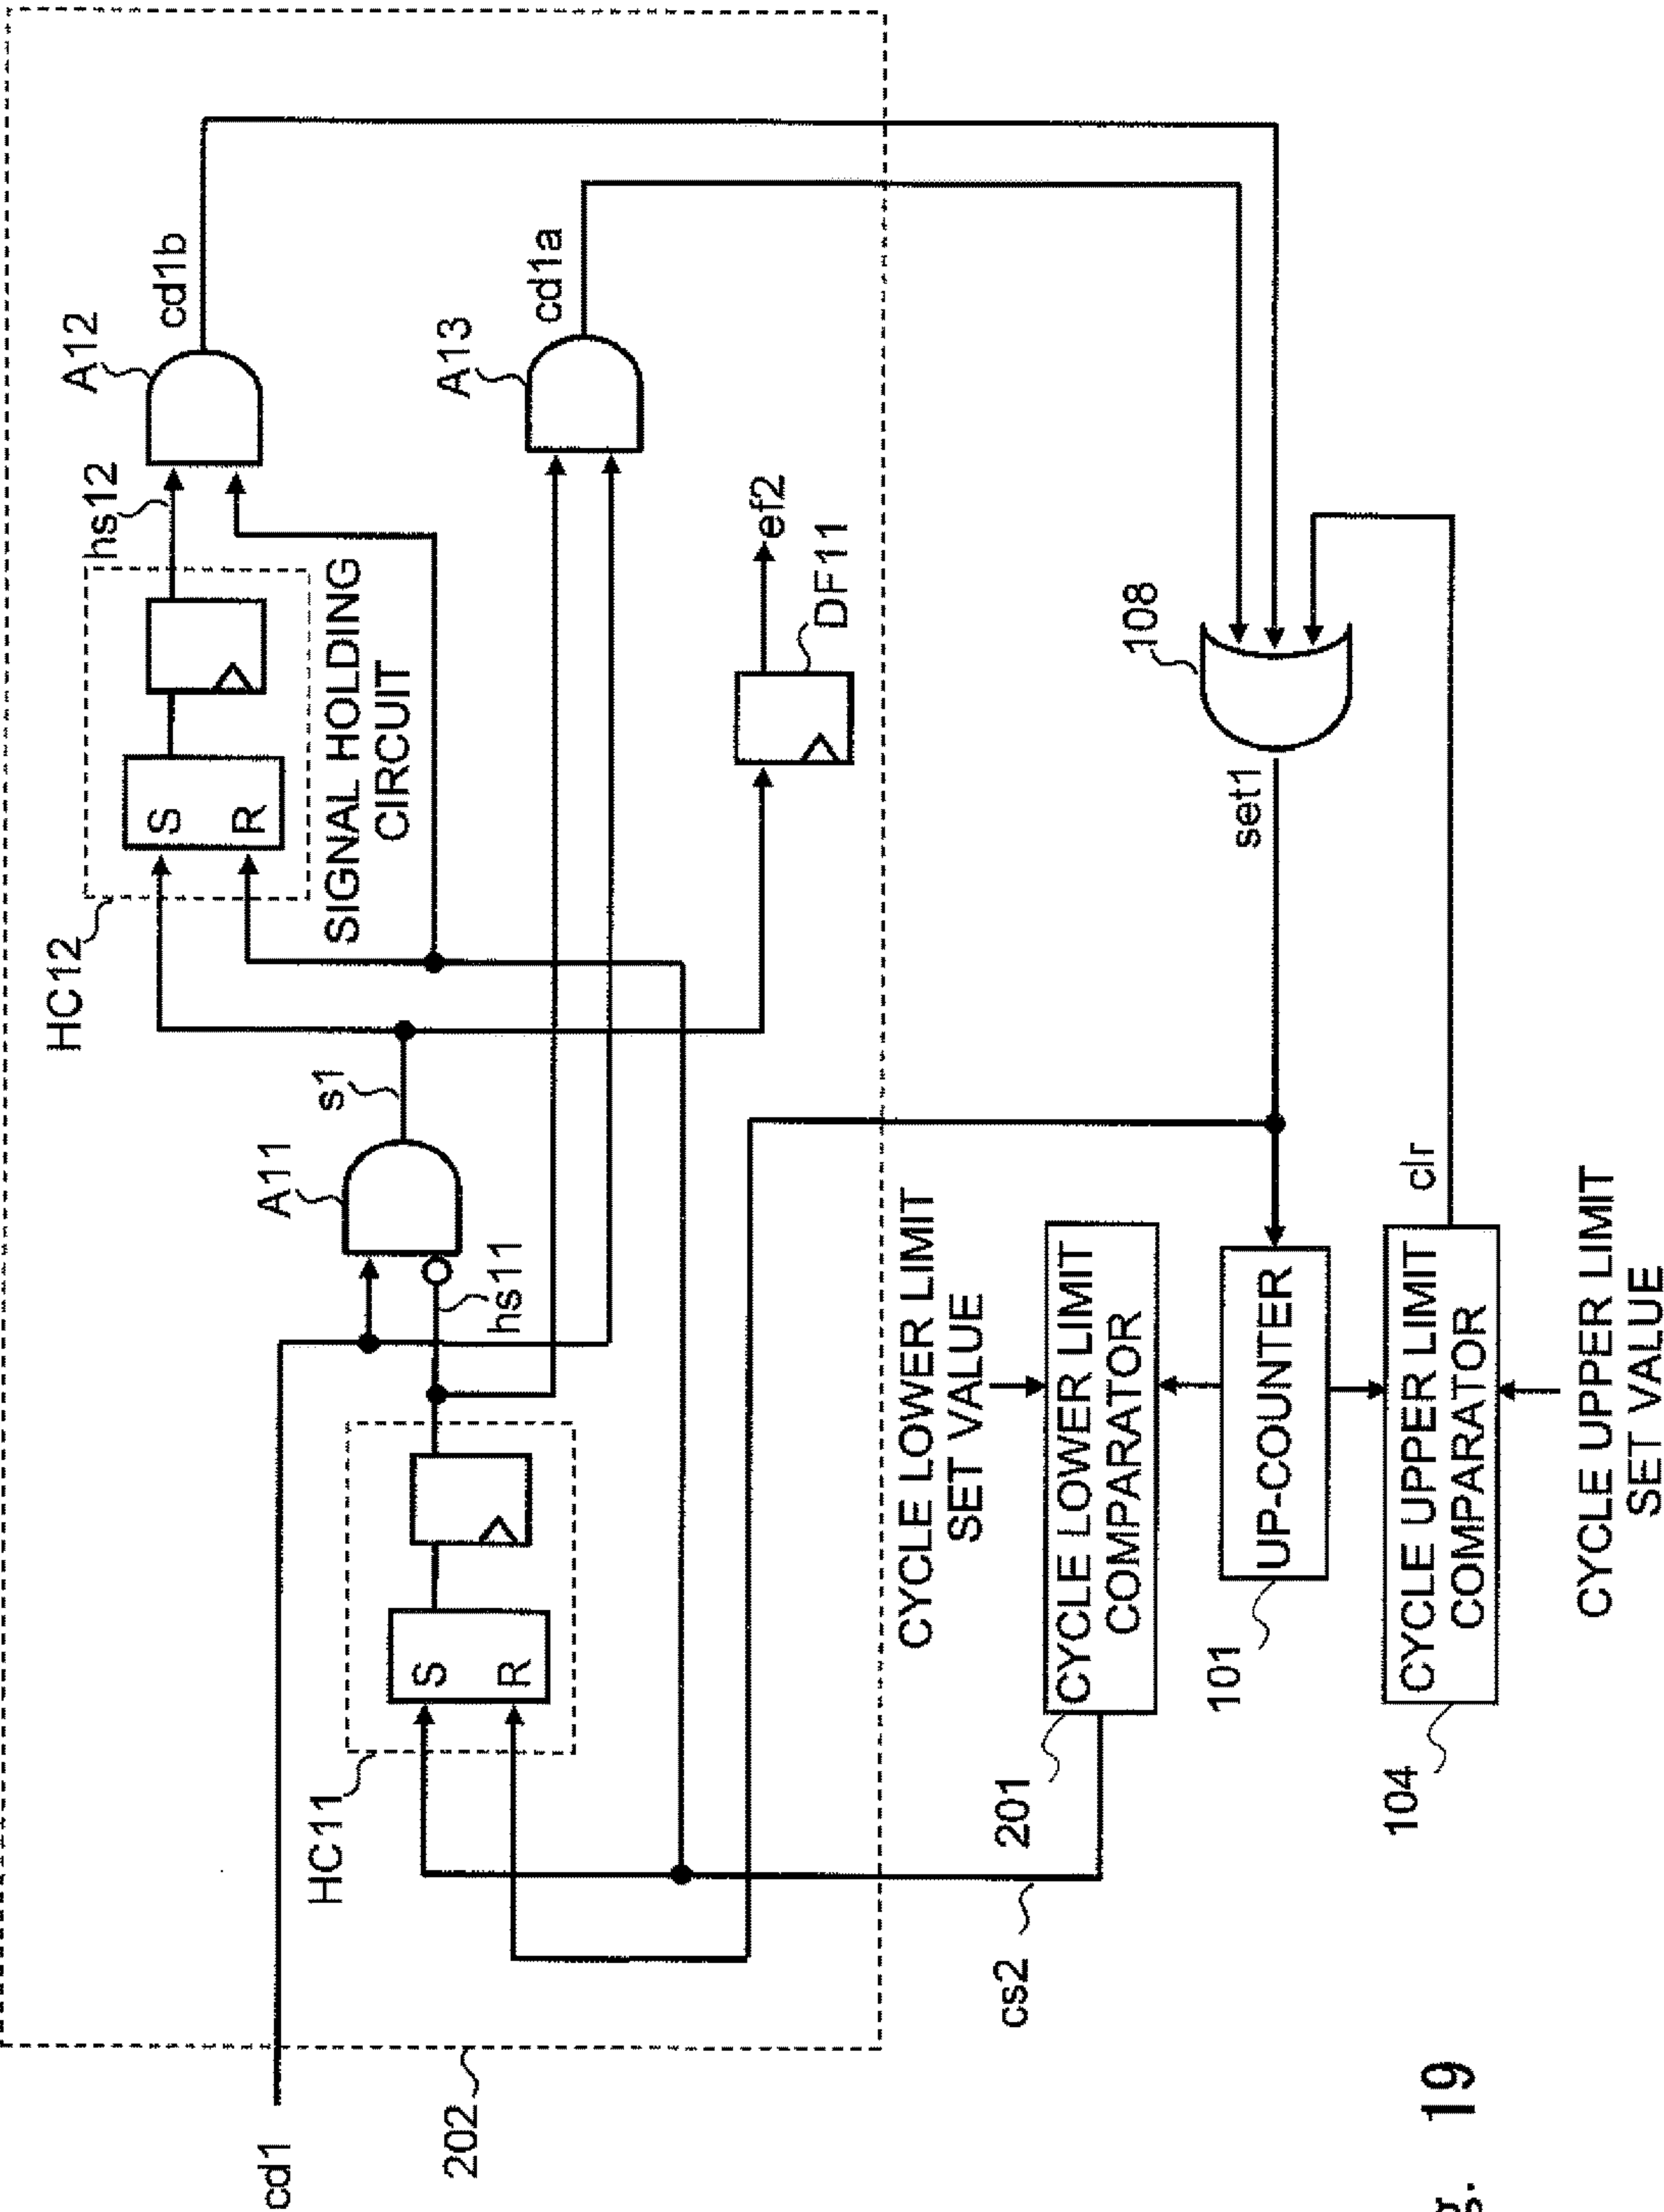 cd1
202
HC11
S
R
hs11
A11
s1
HC12
S
R
SIGNAL HOLDING
CIRCUIT
hs12
A12
cd1b
A13
cd1a
ef2
DF11
cs2
201
CYCLE LOWER LIMIT
SET VALUE
CYCLE LOWER LIMIT
COMPARATOR
101
UP-COUNTER
set1
108
104
CYCLE UPPER LIMIT
COMPARATOR
clr
CYCLE UPPER LIMIT
SET VALUE
19